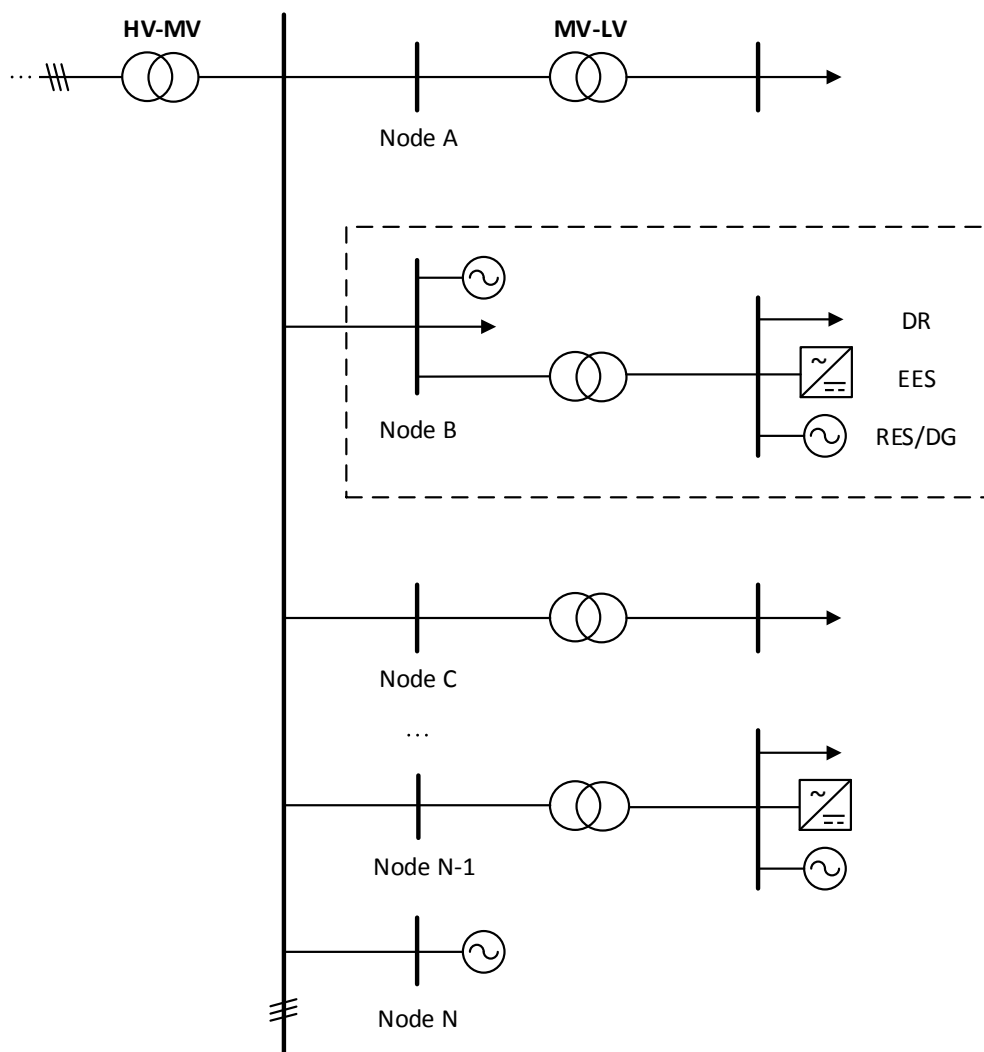 HV-MV
MV-LV
...
Node A
DR
EES
Node B
RES/DG
Node C
...
Node N-1
Node N